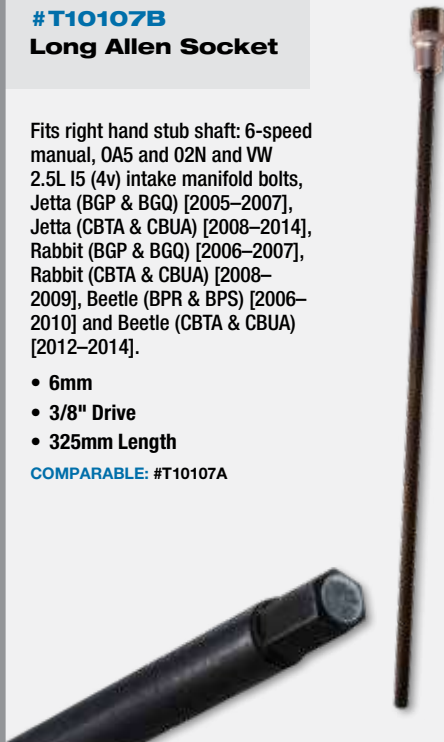 #T10107B
Long Allen Socket
Fits right hand stub shaft: 6-speed
manual, 0A5 and 02N and VW
2.5L I5 (4v) intake manifold bolts,
Jetta (BGP & BGQ) [2005–2007],
Jetta (CBTA & CBUA) [2008–2014],
Rabbit (BGP & BGQ) [2006–2007],
Rabbit (CBTA & CBUA) [2008–
2009], Beetle (BPR & BPS) [2006–
2010] and Beetle (CBTA & CBUA)
[2012–2014].
• 6mm
• 3/8" Drive
• 325mm Length
COMPARABLE: #T10107A